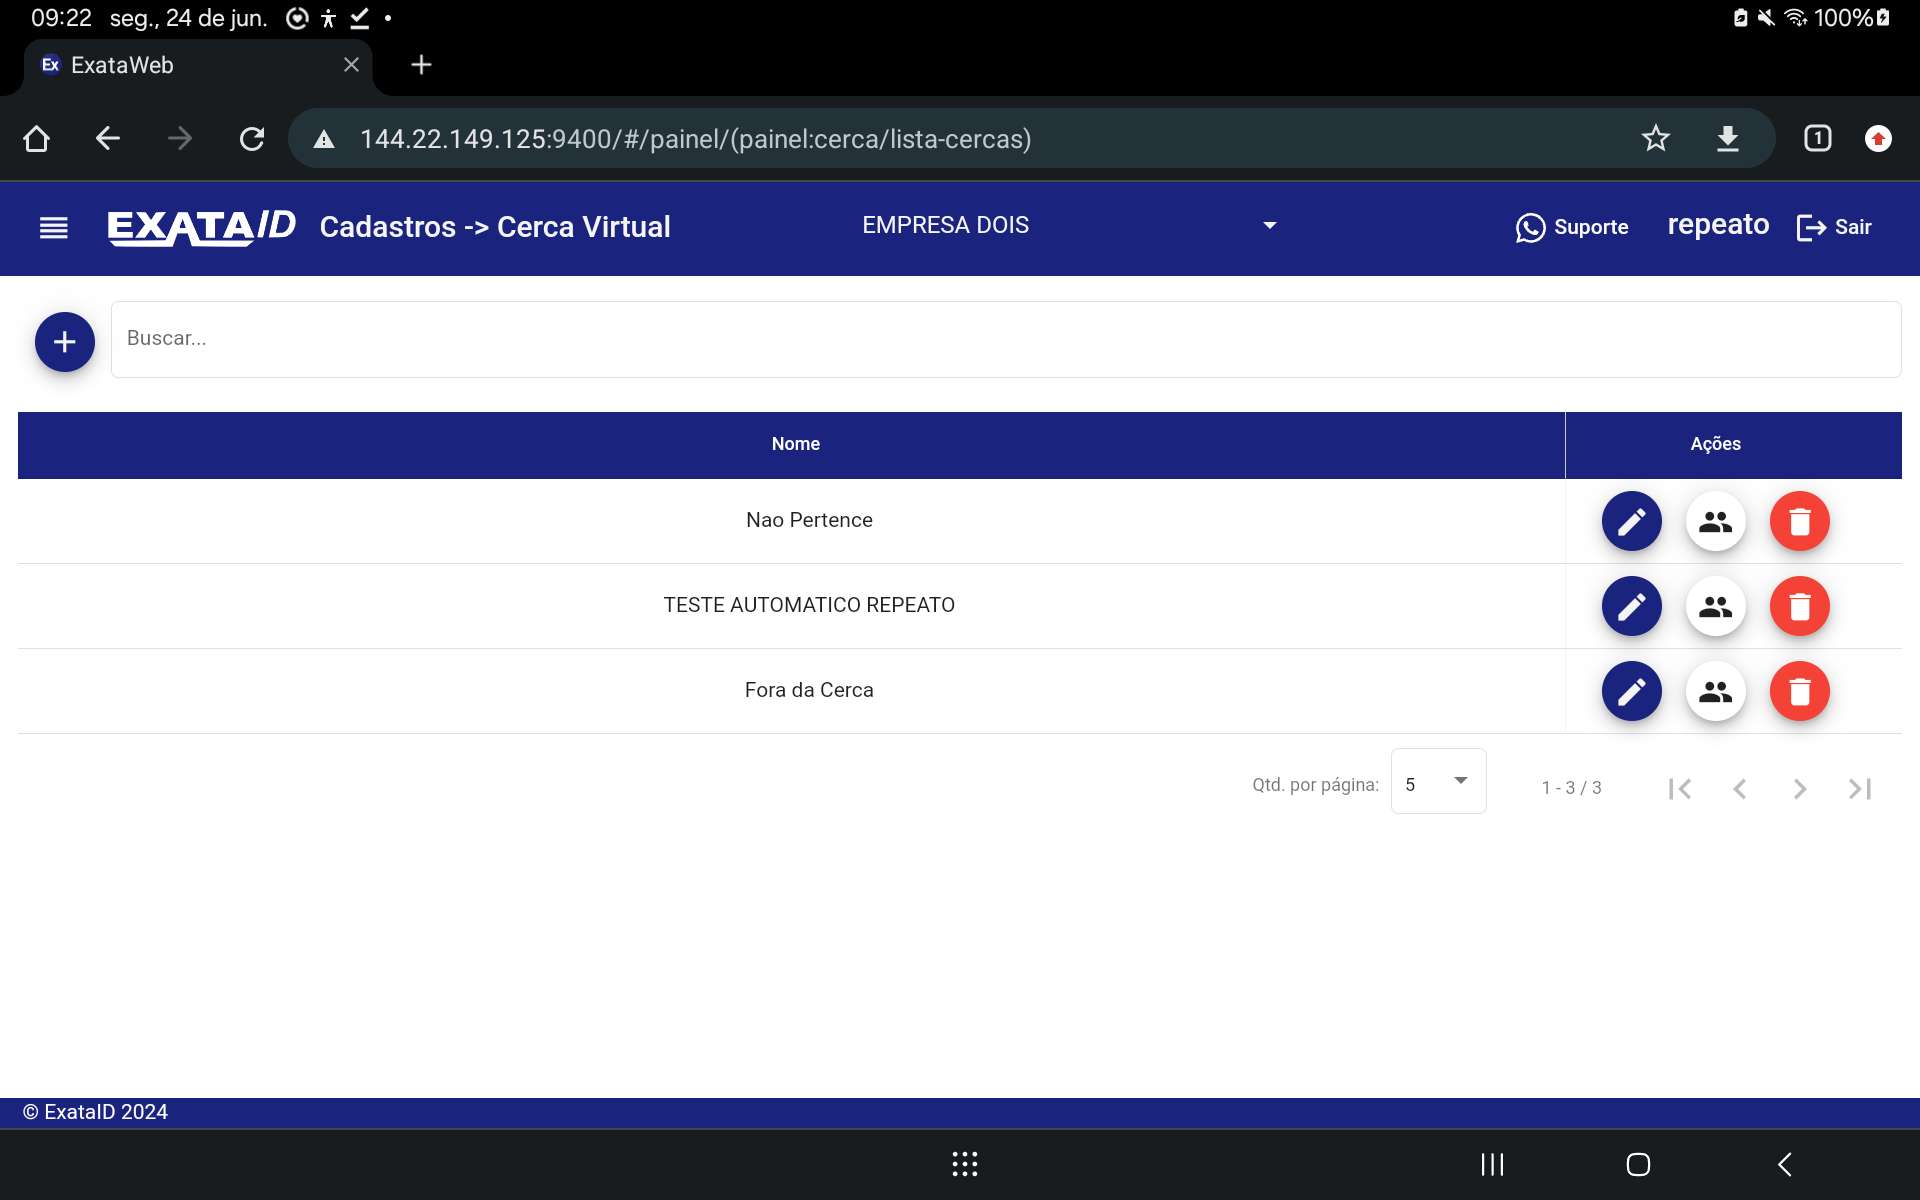 09:22 seg., 24 de jun. 100%
Ex ExataWeb
144.22.149.125:9400/#/painel/(painel:cerca/lista-cercas) 1
EXATAID Cadastros -> Cerca Virtual EMPRESA DOIS Suporte repeato Sair
Buscar...
Nome Ações
Nao Pertence
TESTE AUTOMATICO REPEATO
Fora da Cerca
Qtd. por página: 5 1 - 3 / 3
© ExataID 2024